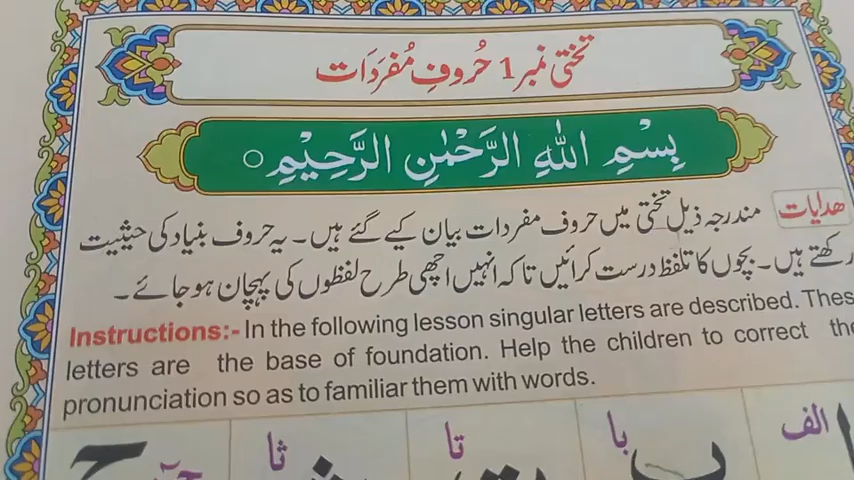 تختی نمبر 1 حُروفِ مُفرَدَات
بِسْمِ اللّٰهِ الرَّحْمٰنِ الرَّحِيْمِ ○
ھدایات مندرجہ ذیل تختی میں حروف مفردات بیان کیے گئے ہیں۔ یہ حروف بنیاد کی حیثیت
رکھتے ہیں۔ بچوں کا تلفظ درست کرائیں تاکہ انہیں اچھی طرح لفظوں کی پہچان ہو جائے۔
Instructions:- In the following lesson singular letters are described. Thes
letters are the base of foundation. Help the children to correct the
pronunciation so as to familiar them with words.
الف با تا ثا
ا ب ت ث ج